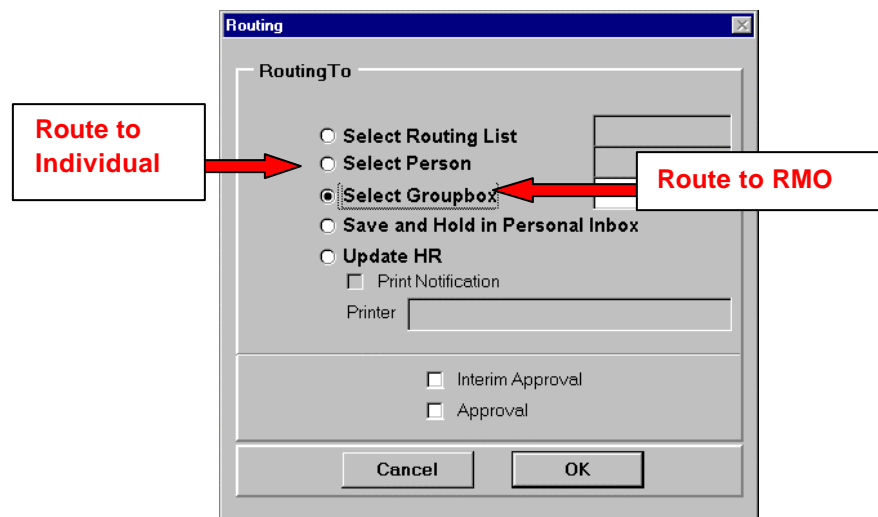 Routing
RoutingTo
Route to
Individual
Select Routing List
Select Person
Route to RMO
Select Groupbox
Save and Hold in Personal Inbox
Update HR
Print Notification
Printer
Interim Approval
Approval
Cancel
OK